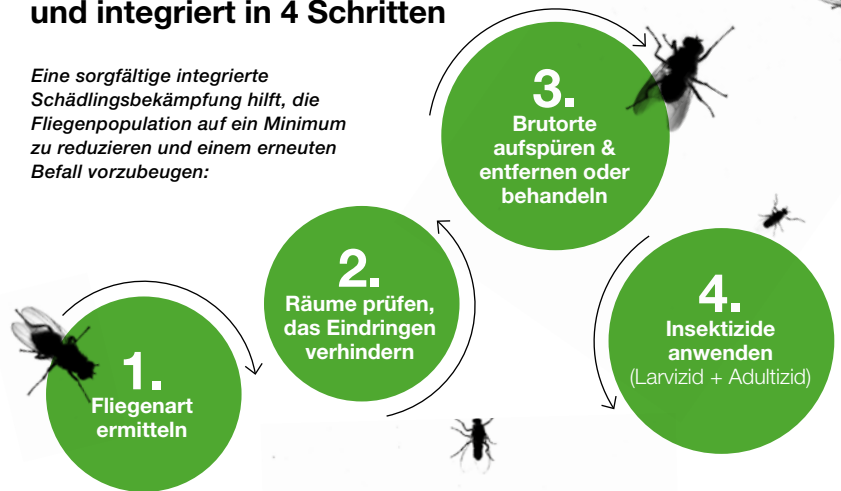 und integriert in 4 Schritten
Eine sorgfältige integrierte
Schädlingsbekämpfung hilft, die
Fliegenpopulation auf ein Minimum
zu reduzieren und einem erneuten
Befall vorzubeugen:
1.
Fliegenart
ermitteln
2.
Räume prüfen,
das Eindringen
verhindern
3.
Brutorte
aufspüren &
entfernen oder
behandeln
4.
Insektizide
anwenden
(Larvizid + Adultizid)